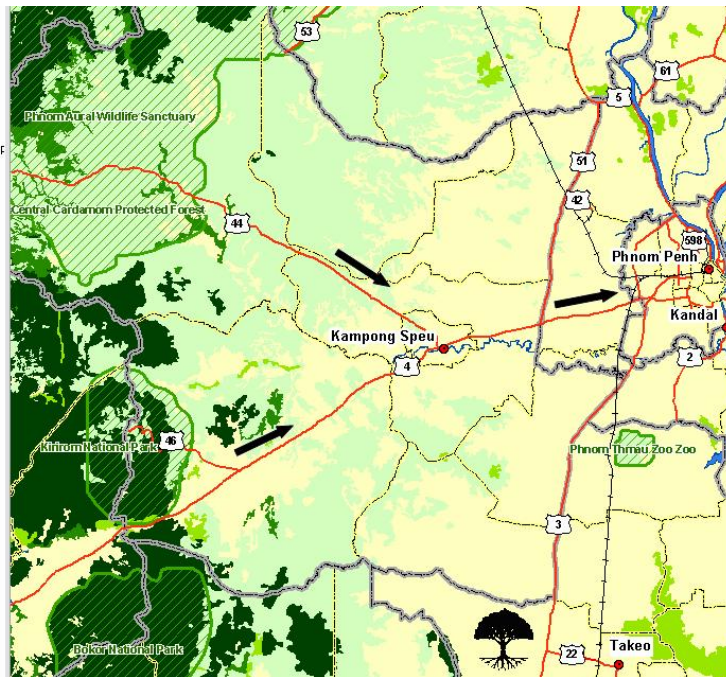 53
61
5
Phnom Aural Wildlife Sanctuary
51
42
Central Cardamom Protected Forest
44
598
Phnom Penh
Kandal
Kampong Speu
4
2
46
Kirirom National Park
Phnom Thmau Zoo Zoo
3
Bokor National Park
22
Takeo